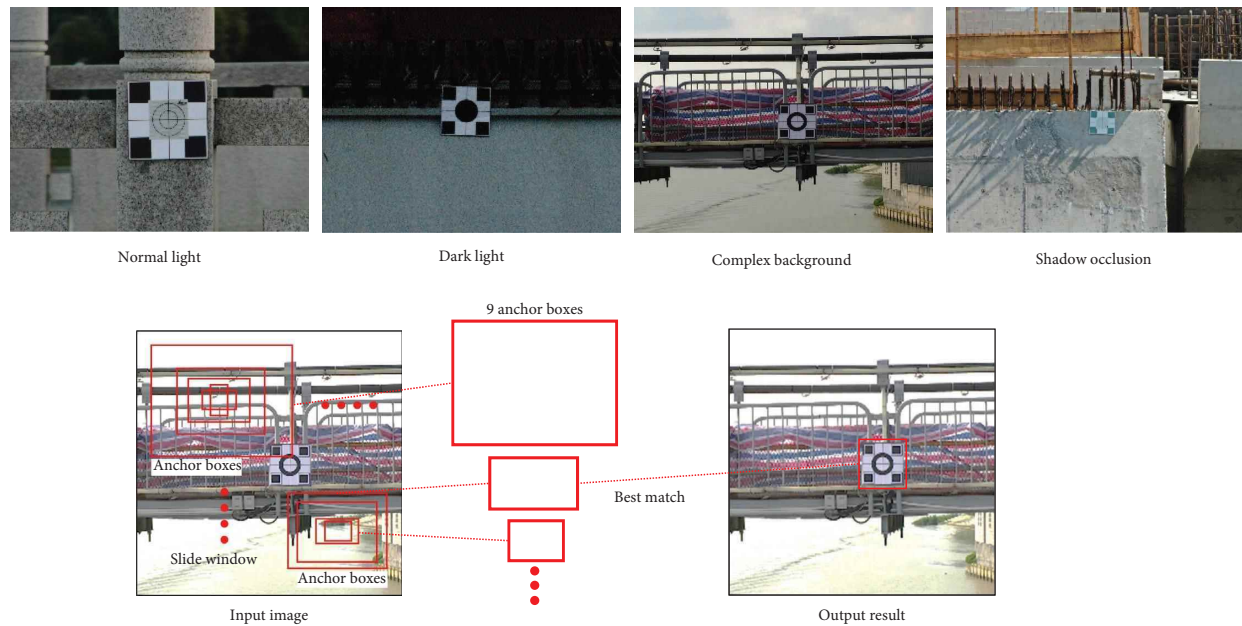 Normal light
Dark light
Complex background
Shadow occlusion
9 anchor boxes
Anchor boxes
Best match
Slide window
Anchor boxes
Input image
Output result